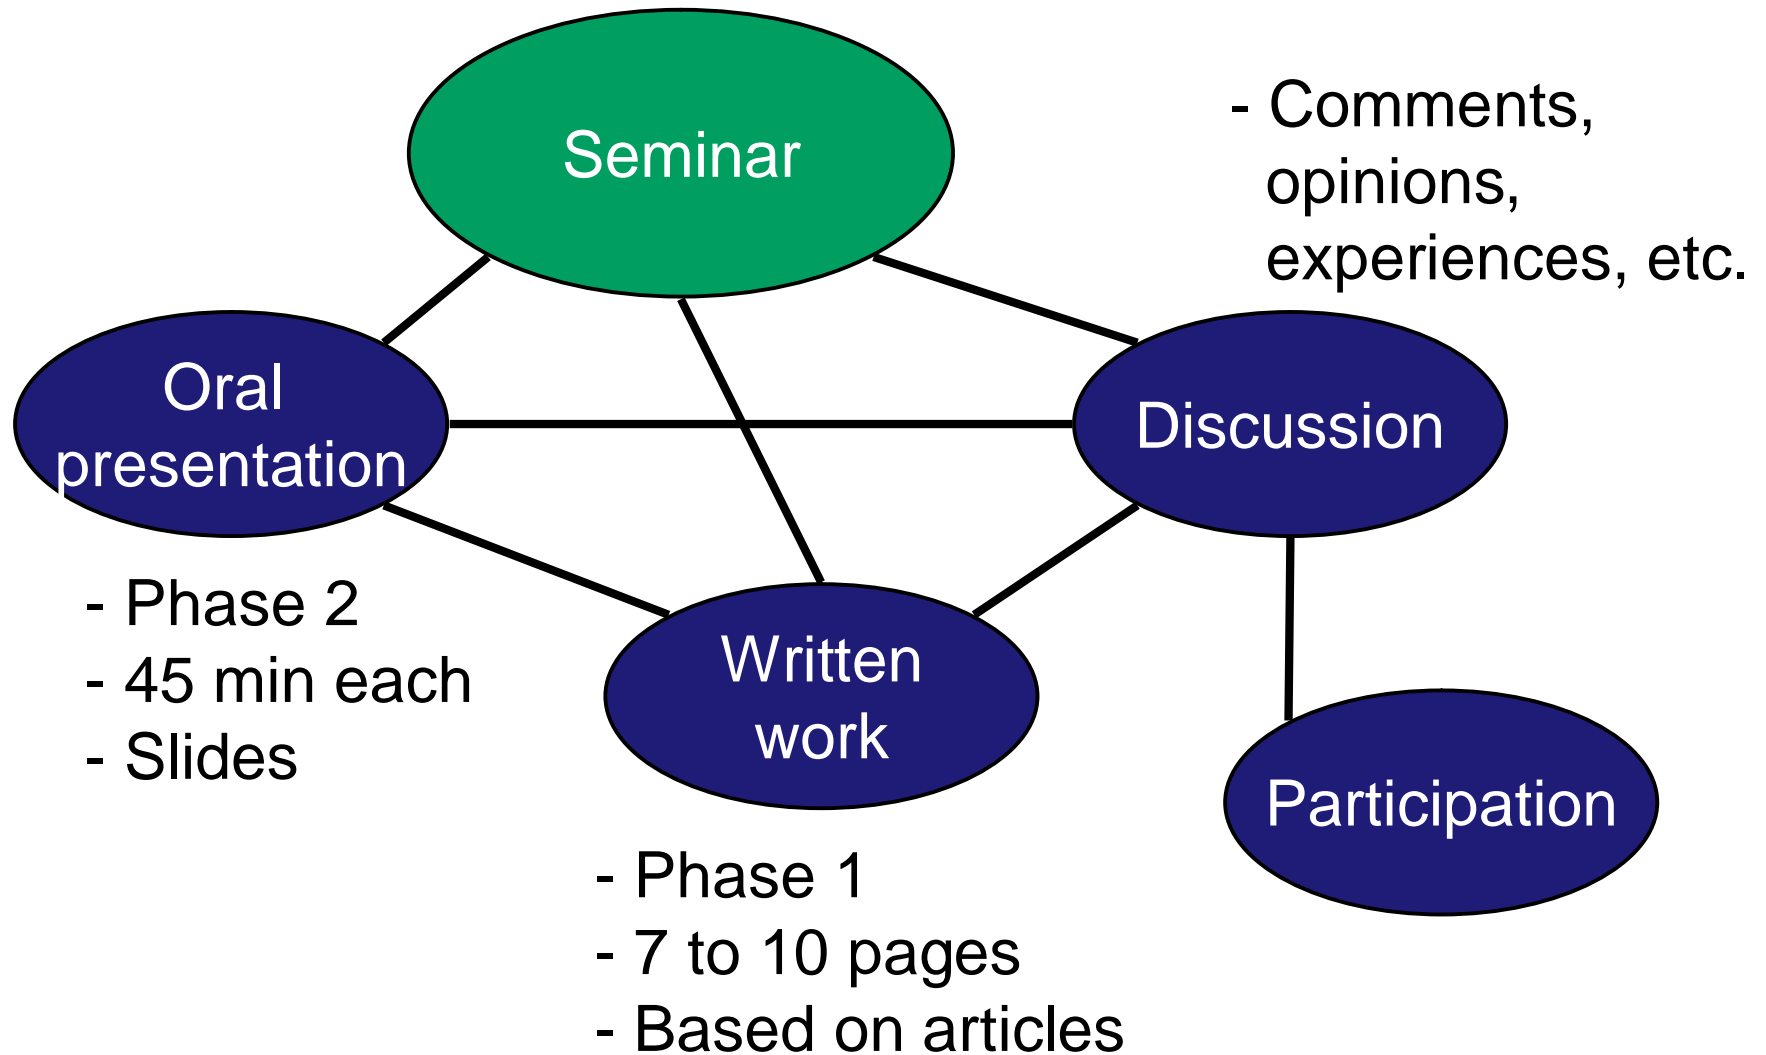 Seminar
- Comments,
opinions,
experiences, etc.
Oral
presentation
Discussion
- Phase 2
- 45 min each
- Slides
Written
work
Participation
- Phase 1
- 7 to 10 pages
- Based on articles